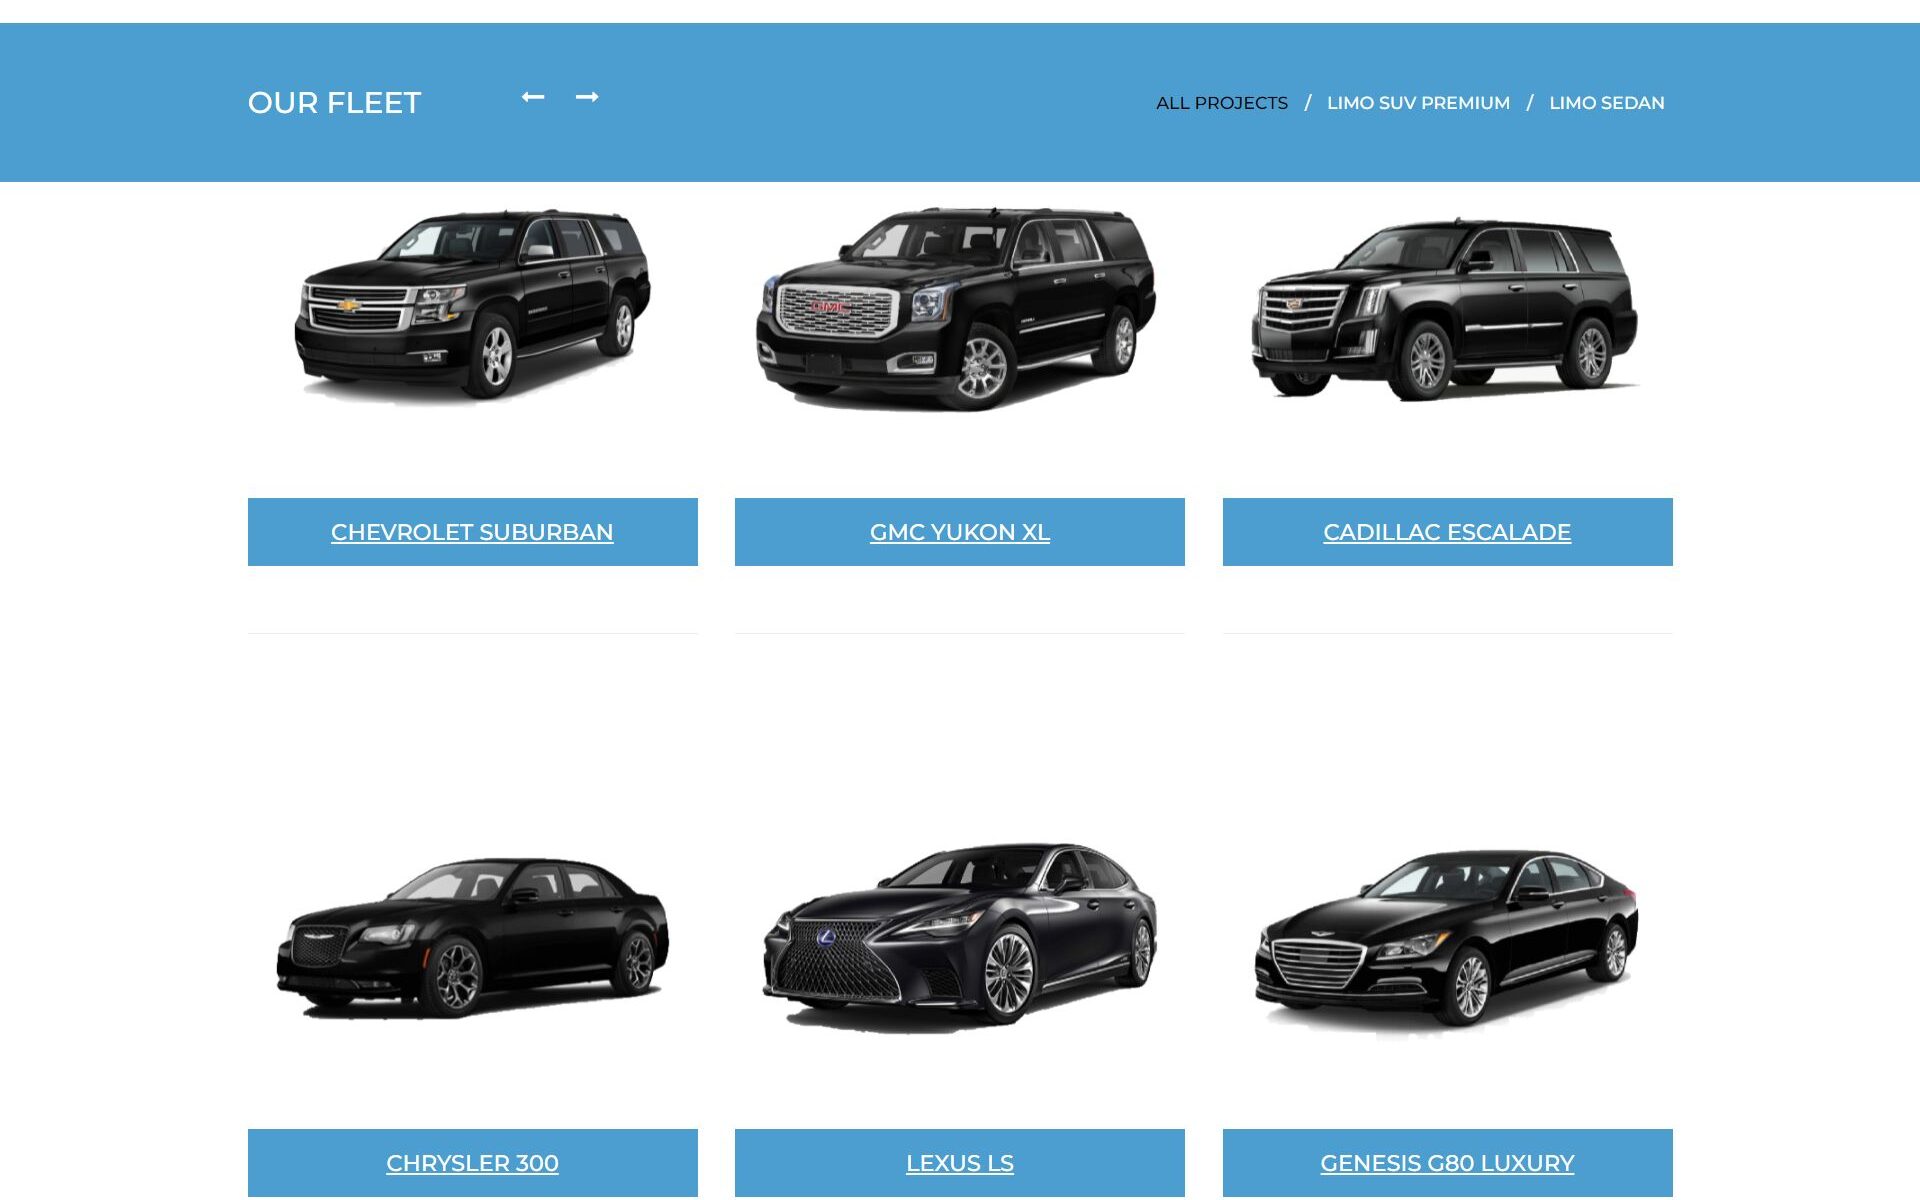 OUR FLEET
ALL PROJECTS / LIMO SUV PREMIUM / LIMO SEDAN
GMC
CHEVROLET SUBURBAN
GMC YUKON XL
CADILLAC ESCALADE
CHRYSLER 300
LEXUS LS
GENESIS G80 LUXURY